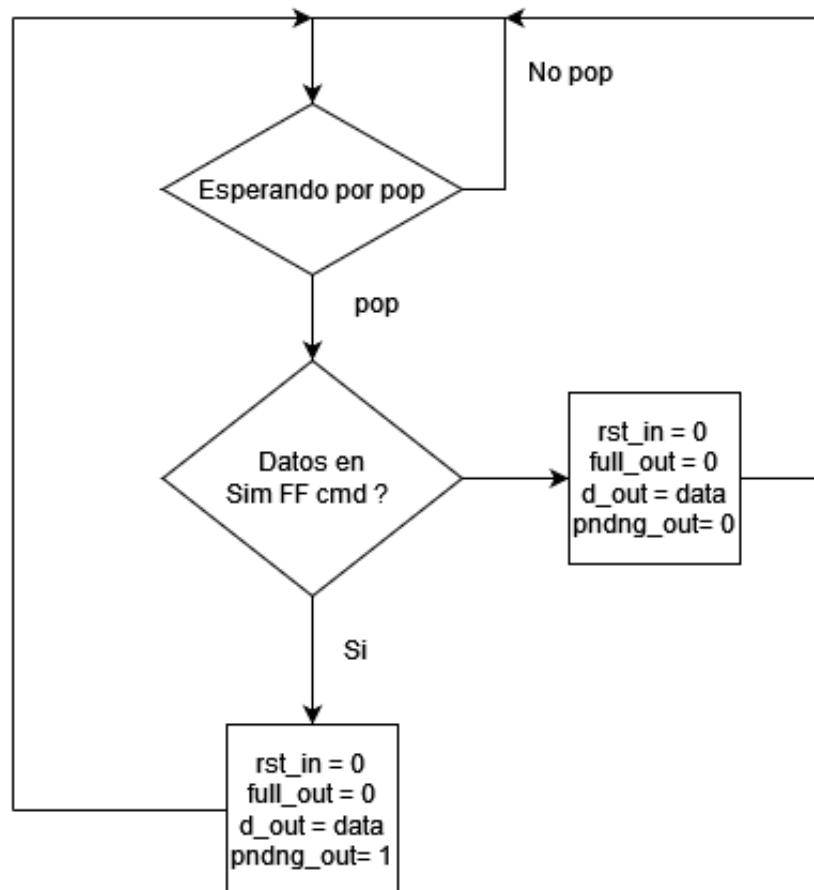 No pop
Esperando por pop
pop
Datos en
Sim FF cmd ?
rst_in = 0
full_out = 0
d_out = data
pndng_out= 0
Si
rst_in = 0
full_out = 0
d_out = data
pndng_out= 1